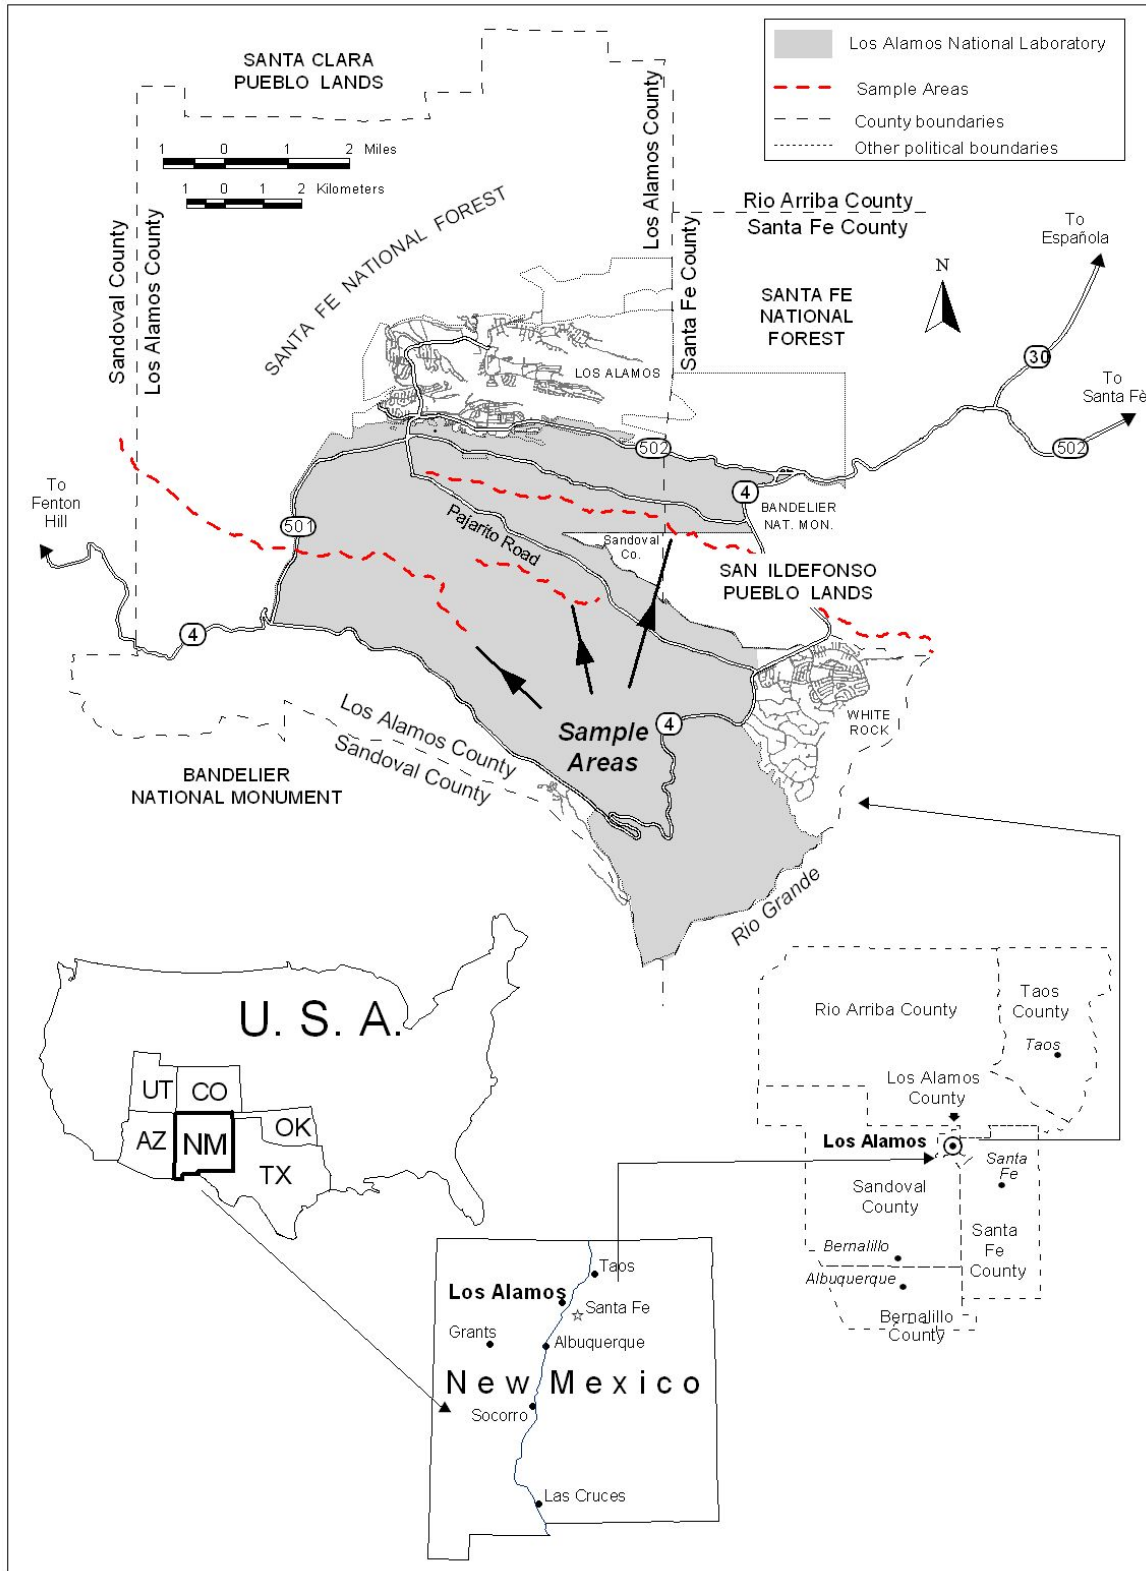 SANTA CLARA
PUEBLO LANDS
Los Alamos National Laboratory
Sample Areas
County boundaries
Other political boundaries
1 0 1 2 Miles
1 0 1 2 Kilometers
Sandoval County
Los Alamos County
Los Alamos County
Santa Fe County
Rio Arriba County
Santa Fe County
SANTA FE NATIONAL FOREST
SANTA FE
NATIONAL
FOREST
N
To
Española
30
To
Santa Fè
502
LOS ALAMOS
502
4
BANDELIER
NAT. MON.
To
Fenton
Hill
501
Pajarito Road
Sandoval
Co.
SAN ILDEFONSO
PUEBLO LANDS
4
WHITE
ROCK
4
Sample
Areas
Los Alamos County
Sandoval County
BANDELIER
NATIONAL MONUMENT
Rio Grande
U. S. A.
UT
CO
AZ
NM
OK
TX
Rio Arriba County
Taos
County
Taos
Los Alamos
County
Los Alamos
Santa
Fe
Sandoval
County
Santa
Fe
County
Bernalillo
Albuquerque
Bernalillo
County
Taos
Los Alamos
Santa Fe
Grants
Albuquerque
New Mexico
Socorro
Las Cruces